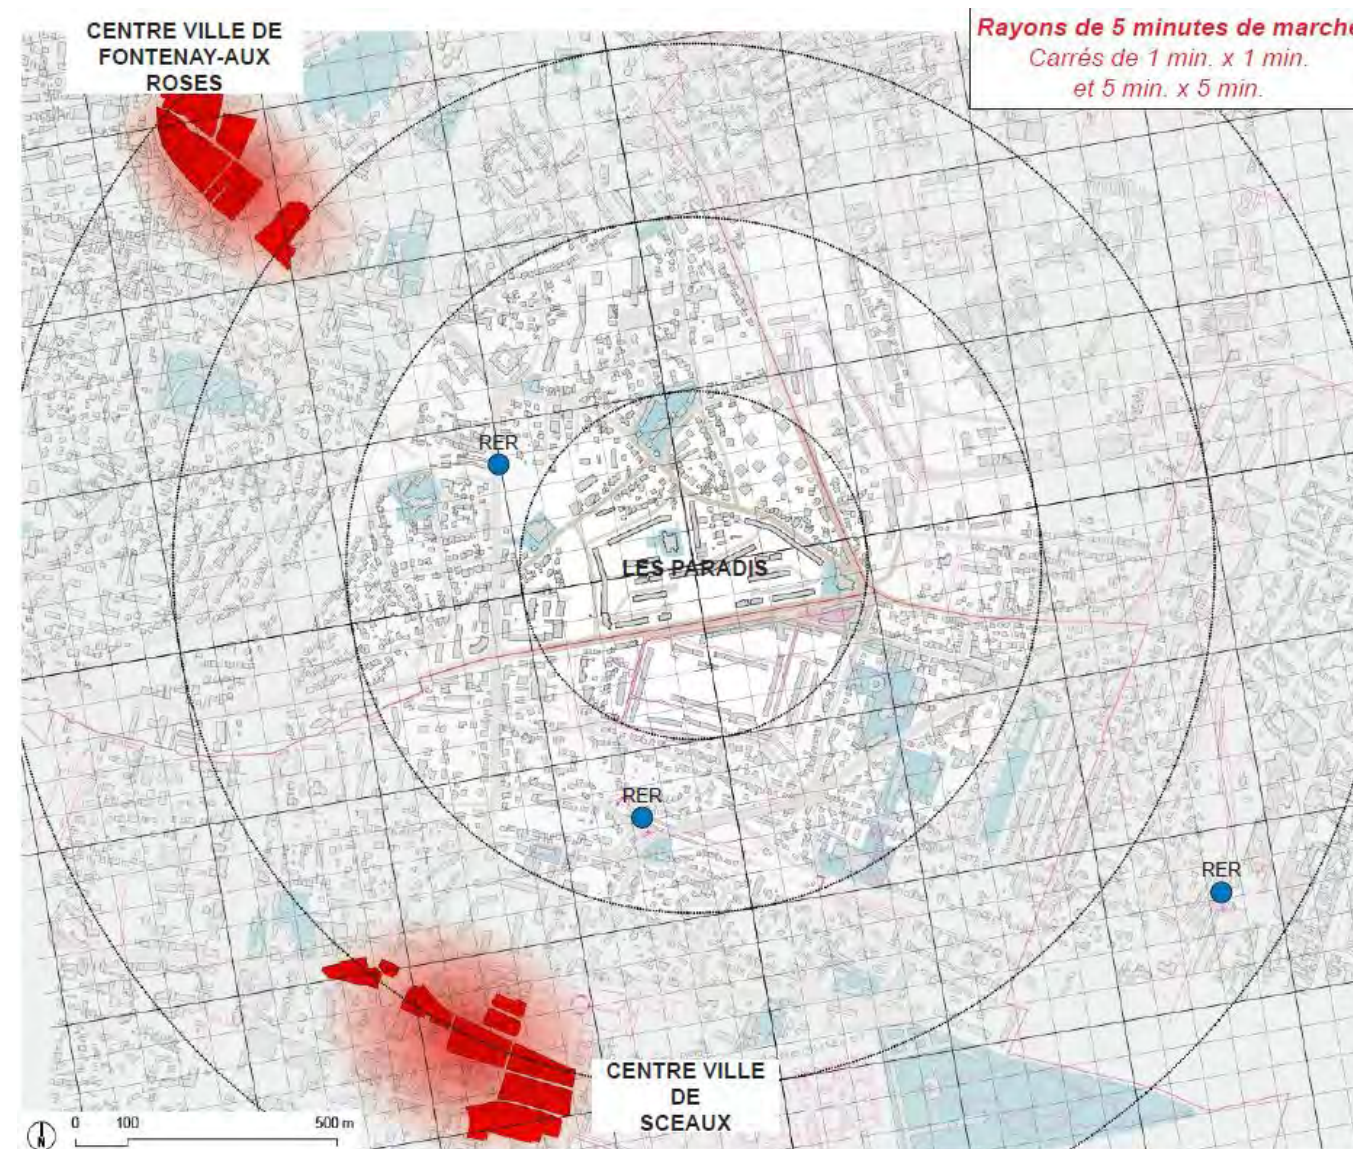 CENTRE VILLE DE
FONTENAY-AUX
ROSES
Rayons de 5 minutes de marche
Carrés de 1 min. x 1 min.
et 5 min. x 5 min.
RER
LES PARADIS
RER
RER
CENTRE VILLE
DE
SCEAUX
0 100 500 m
N